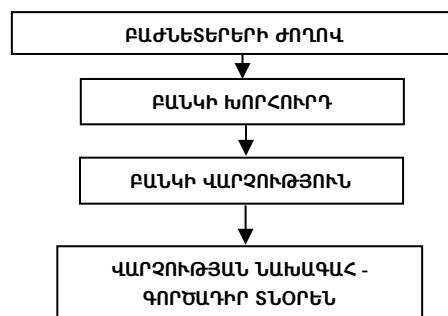 ԲԱԺՆԵՏԵՐԵՐԻ ԺՈՂՈՎ
ԲԱՆԿԻ ԽՈՐՀՈՒՐԴ
ԲԱՆԿԻ ՎԱՐՉՈՒԹՅՈՒՆ
ՎԱՐՉՈՒԹՅԱՆ ՆԱԽԱԳԱՀ -
ԳՈՐԾԱԴԻՐ ՏՆՕՐԵՆ